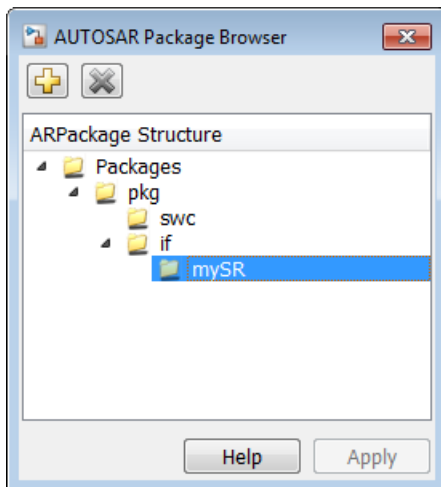 AUTOSAR Package Browser
ARPackage Structure
Packages
pkg
swc
if
mySR
Help
Apply